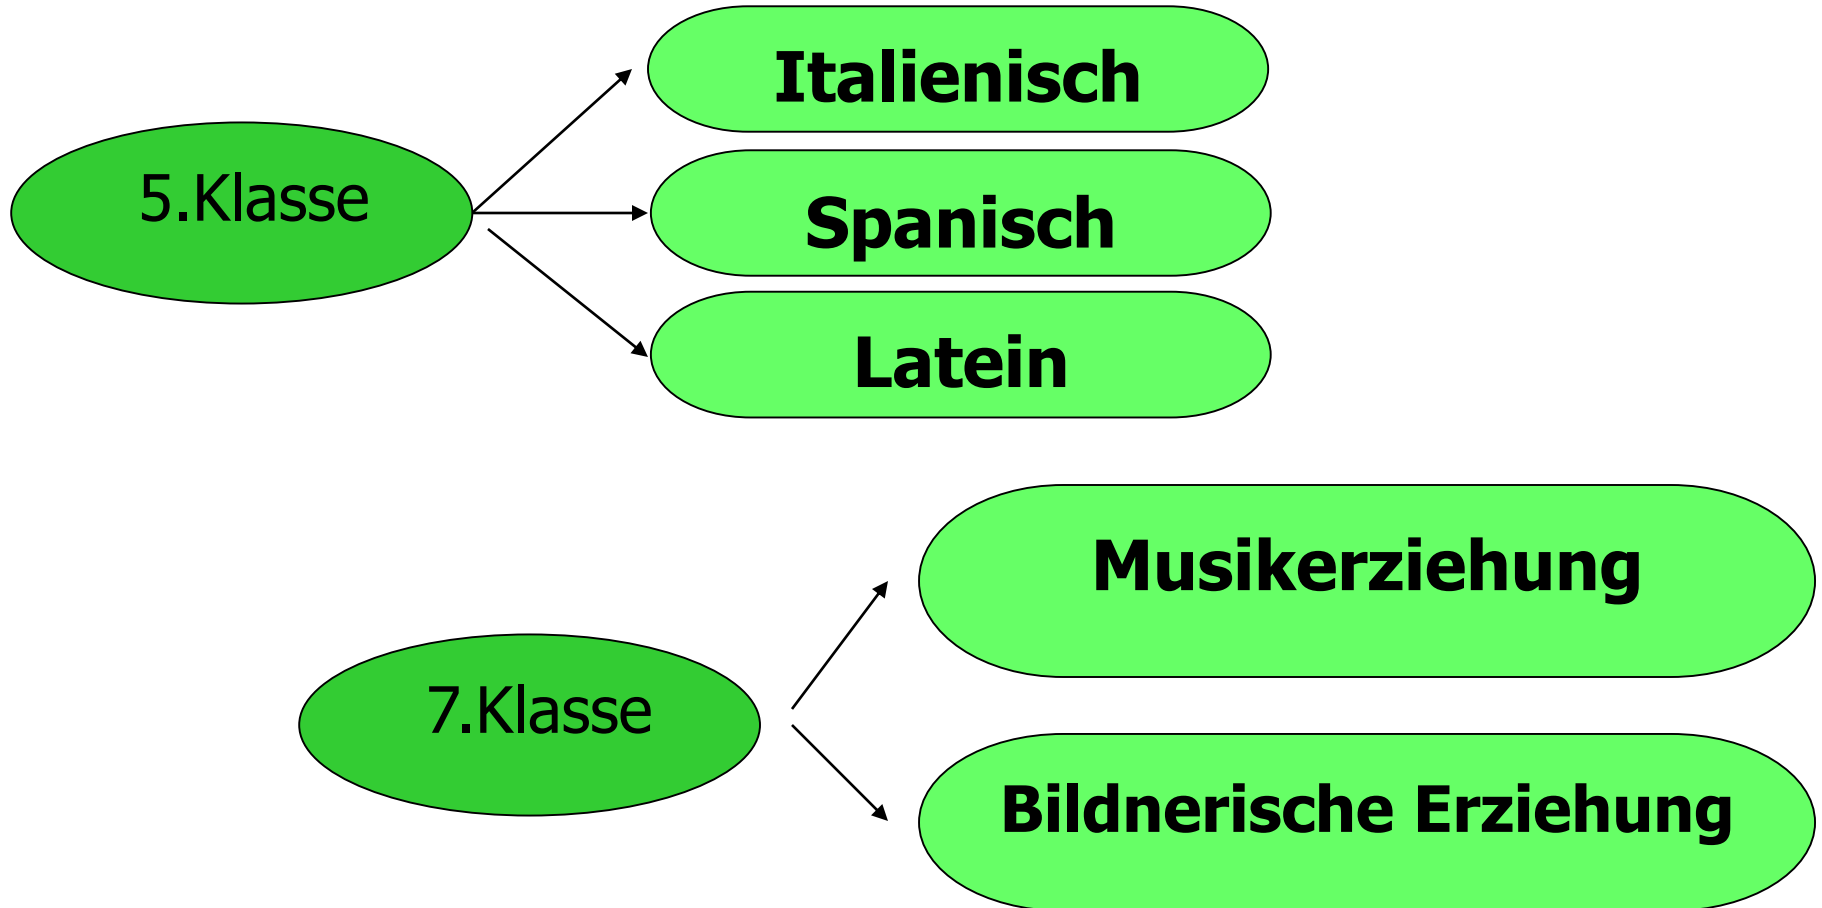 Italienisch
5.Klasse
Spanisch
Latein
Musikerziehung
7.Klasse
Bildnerische Erziehung